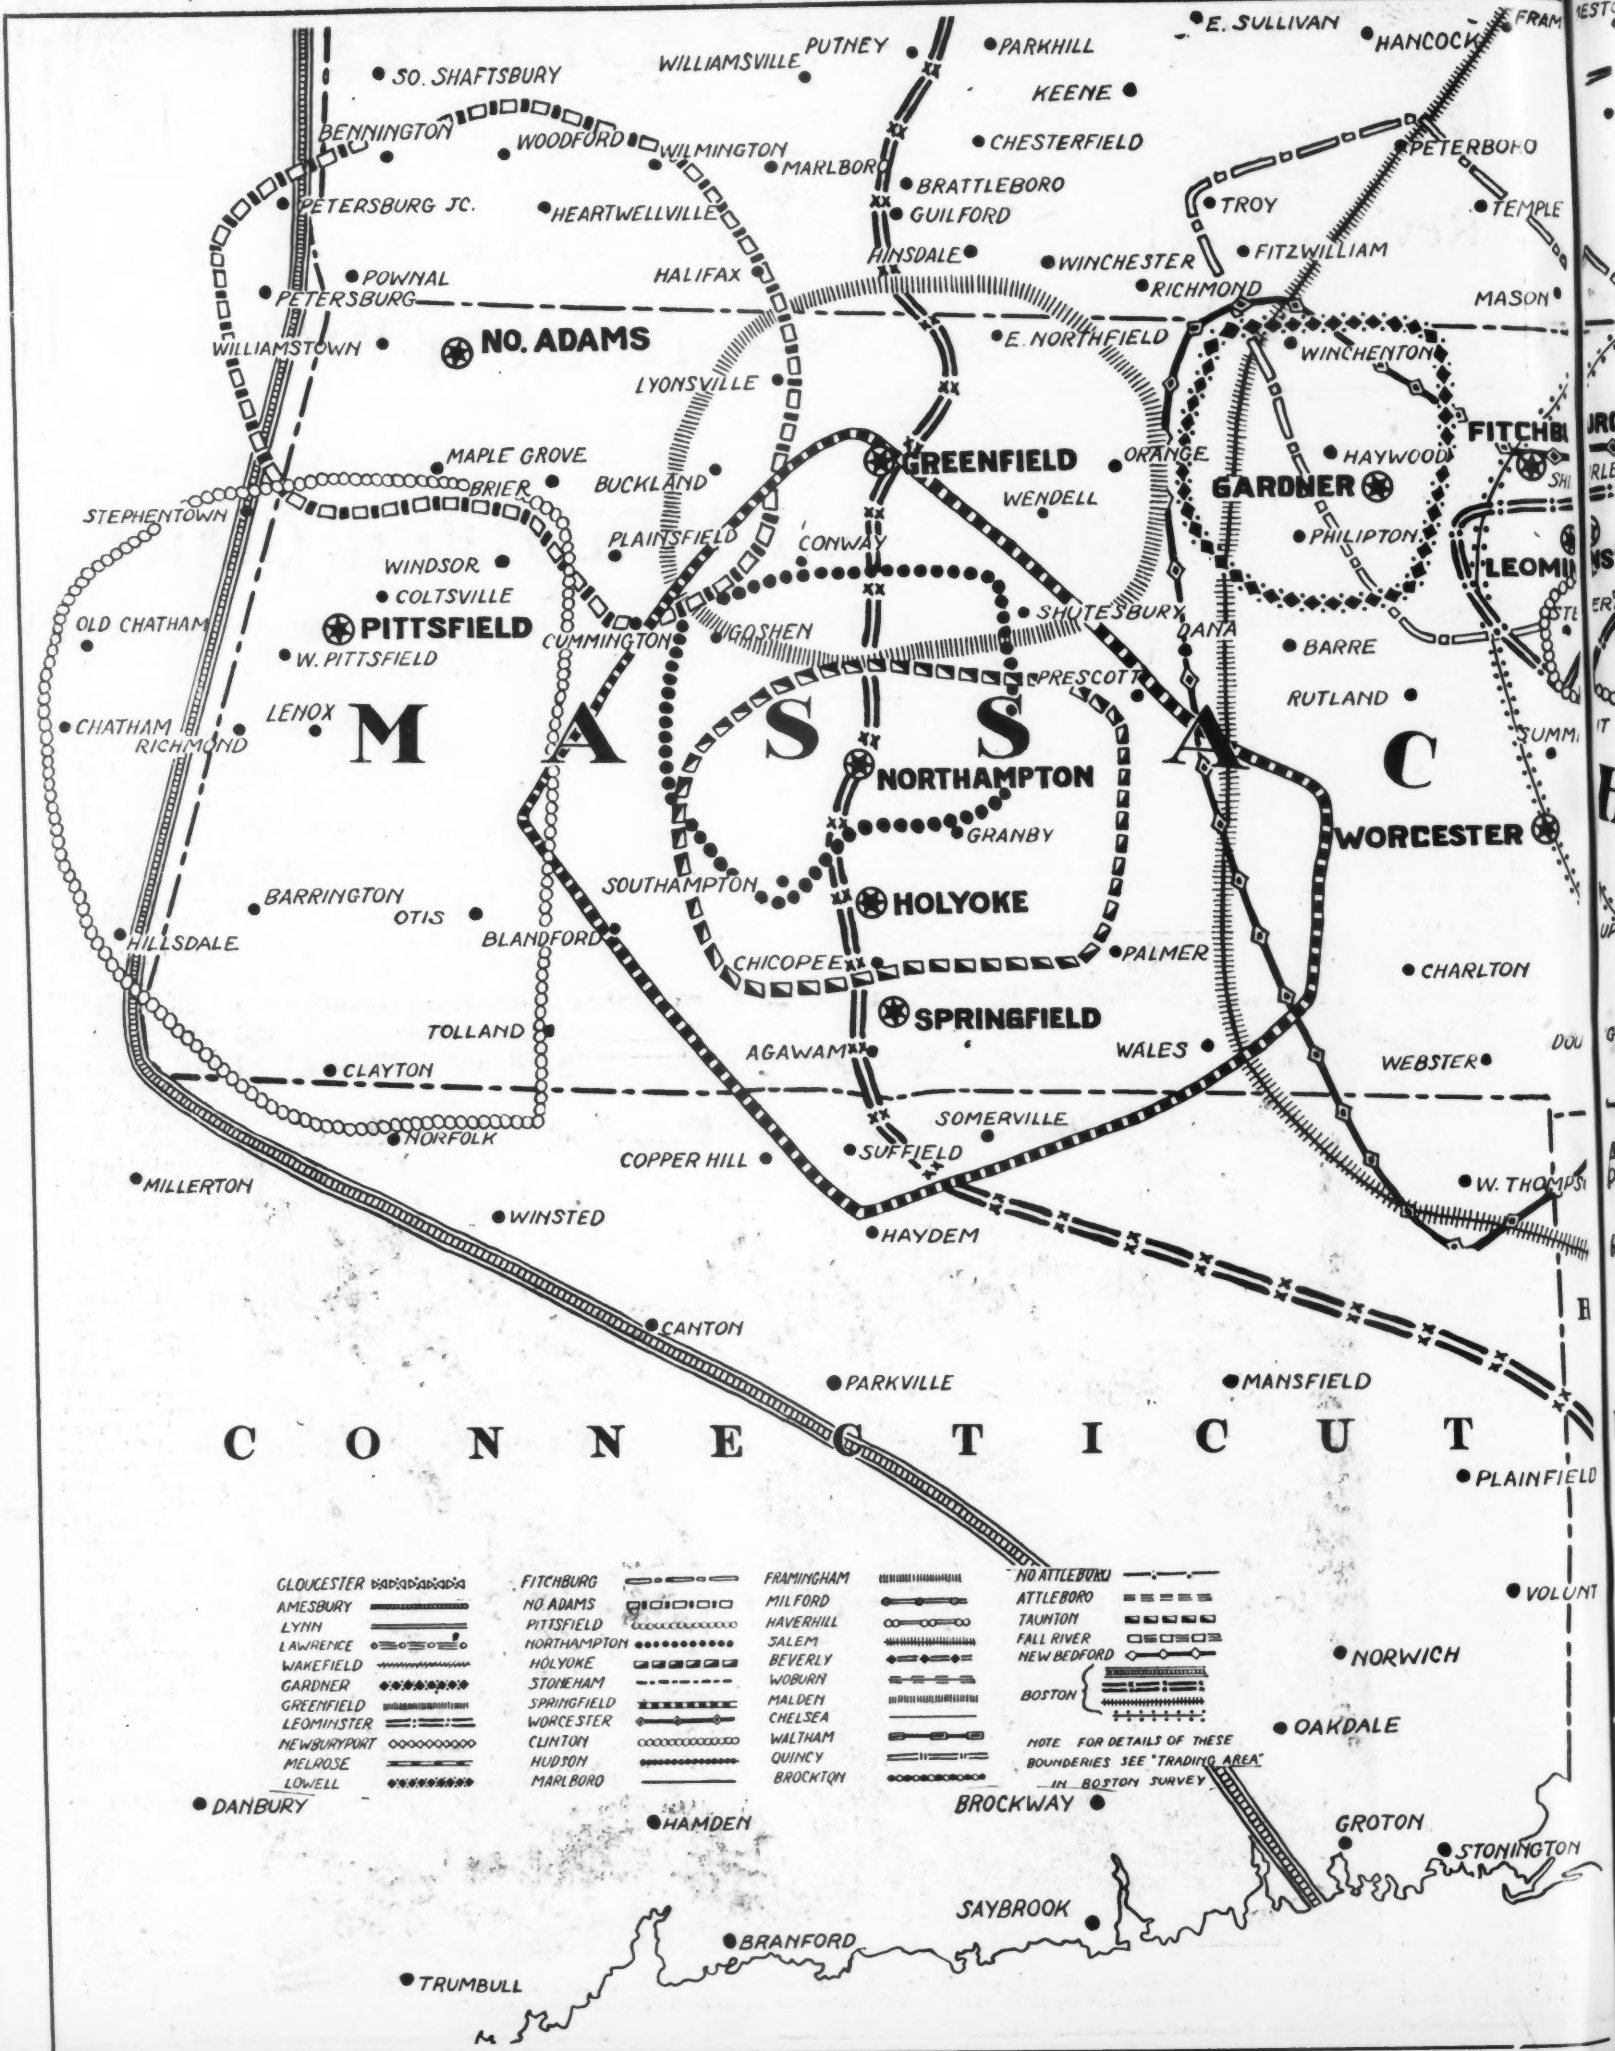 E. SULLIVAN
HANCOCK
FRAM
PUTNEY
PARKHILL
WILLIAMSVILLE
SO. SHAFTSBURY
KEENE
BENNINGTON
WOODFORD
WILMINGTON
CHESTERFIELD
PETERBORO
MARLBORO
BRATTLEBORO
PETERSBURG JC.
HEARTWELLVILLE
GUILFORD
TROY
TEMPLE
HINSDALE
WINCHESTER
FITZWILLIAM
POWNAL
HALIFAX
RICHMOND
PETERSBURG
MASON
WILLIAMSTOWN
NO. ADAMS
E. NORTHFIELD
WINCHENTON
LYONSVILLE
FITCHBU
MAPLE GROVE
GREENFIELD
ORANGE
HAYWOOD
BRIER
BUCKLAND
WENDELL
GARDNER
STEPHENTOWN
PLAINSFIELD
CONWAY
PHILIPTON
WINDSOR
LEOMIN
COLTSVILLE
OLD CHATHAM
PITTSFIELD
CUMMINGTON
GOSHEN
SHUTESBURY
DANA
W. PITTSFIELD
BARRE
PRESCOTT
RUTLAND
CHATHAM
RICHMOND
LENOX
SUMMI
M A S S A C
NORTHAMPTON
GRANBY
WORCESTER
SOUTHAMPTON
BARRINGTON
OTIS
HOLYOKE
HILLSDALE
BLANDFORD
CHICOPEE
PALMER
CHARLTON
TOLLAND
SPRINGFIELD
AGAWAM
WALES
DOU
CLAYTON
WEBSTER
NORFOLK
SOMERVILLE
COPPER HILL
SUFFIELD
MILLERTON
W. THOMPS
WINSTED
HAYDEM
CANTON
PARKVILLE
MANSFIELD
C O N N E C T I C U T
PLAINFIELD
GLOUCESTER
AMESBURY
LYNN
LAWRENCE
WAKEFIELD
GARDNER
GREENFIELD
LEOMINSTER
NEWBURYPORT
MELROSE
LOWELL
FITCHBURG
NO ADAMS
PITTSFIELD
NORTHAMPTON
HOLYOKE
STONEHAM
SPRINGFIELD
WORCESTER
CLINTON
HUDSON
MARLBORO
FRAMINGHAM
MILFORD
HAVERHILL
SALEM
BEVERLY
WOBURN
MALDEN
CHELSEA
WALTHAM
QUINCY
BROCKTON
NO ATTLEBORO
ATTLEBORO
TAUNTON
FALL RIVER
NEW BEDFORD
BOSTON
NOTE FOR DETAILS OF THESE
BOUNDERIES SEE "TRADING AREA"
IN BOSTON SURVEY
VOLUNT
NORWICH
OAKDALE
DANBURY
HAMDEN
BROCKWAY
GROTON
STONINGTON
SAYBROOK
BRANFORD
TRUMBULL